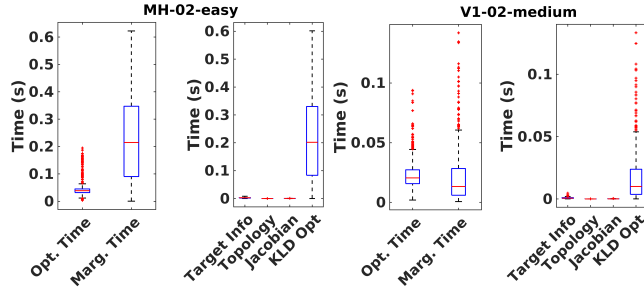 MH-02-easy
V1-02-medium
Time (s)
0.6
0.5
0.4
0.3
0.2
0.1
0
Opt. Time
Marg. Time
Time (s)
0.6
0.5
0.4
0.3
0.2
0.1
0
Target Info
Topology
Jacobian
KLD Opt
Time (s)
0.1
0.05
0
Opt. Time
Marg. Time
Time (s)
0.1
0.05
0
Target Info
Topology
Jacobian
KLD Opt